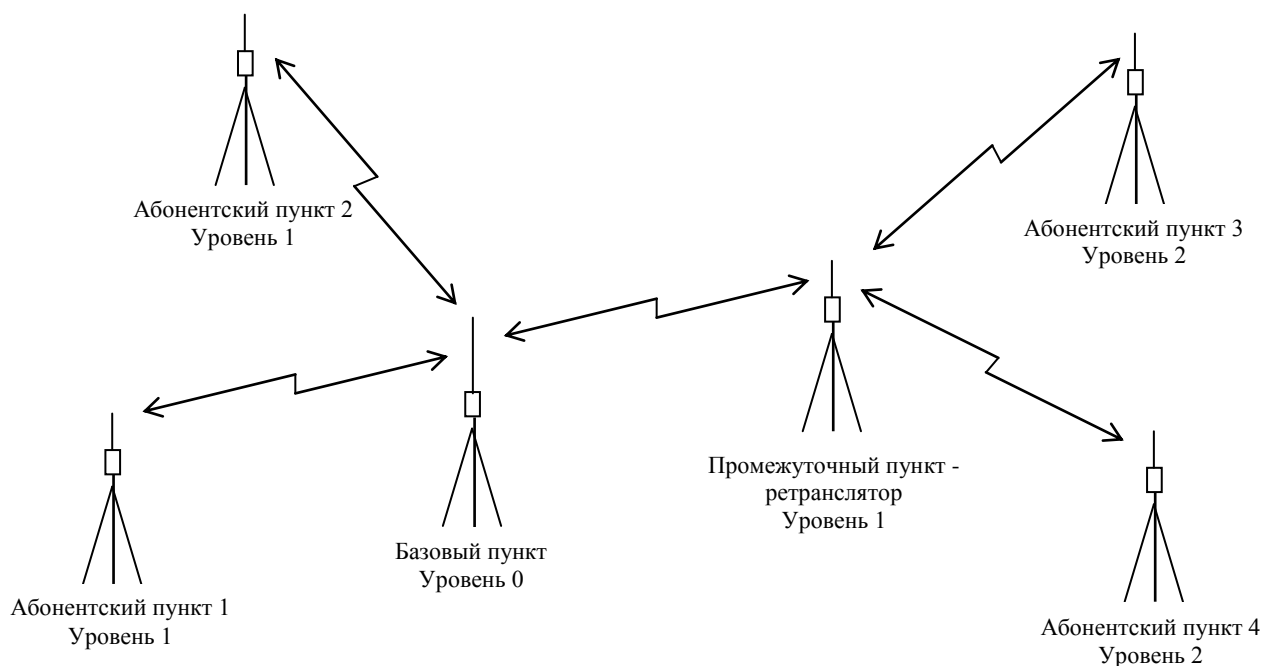 Абонентский пункт 2
Уровень 1
Абонентский пункт 3
Уровень 2
Промежуточный пункт -
ретранслятор
Уровень 1
Базовый пункт
Уровень 0
Абонентский пункт 1
Уровень 1
Абонентский пункт 4
Уровень 2